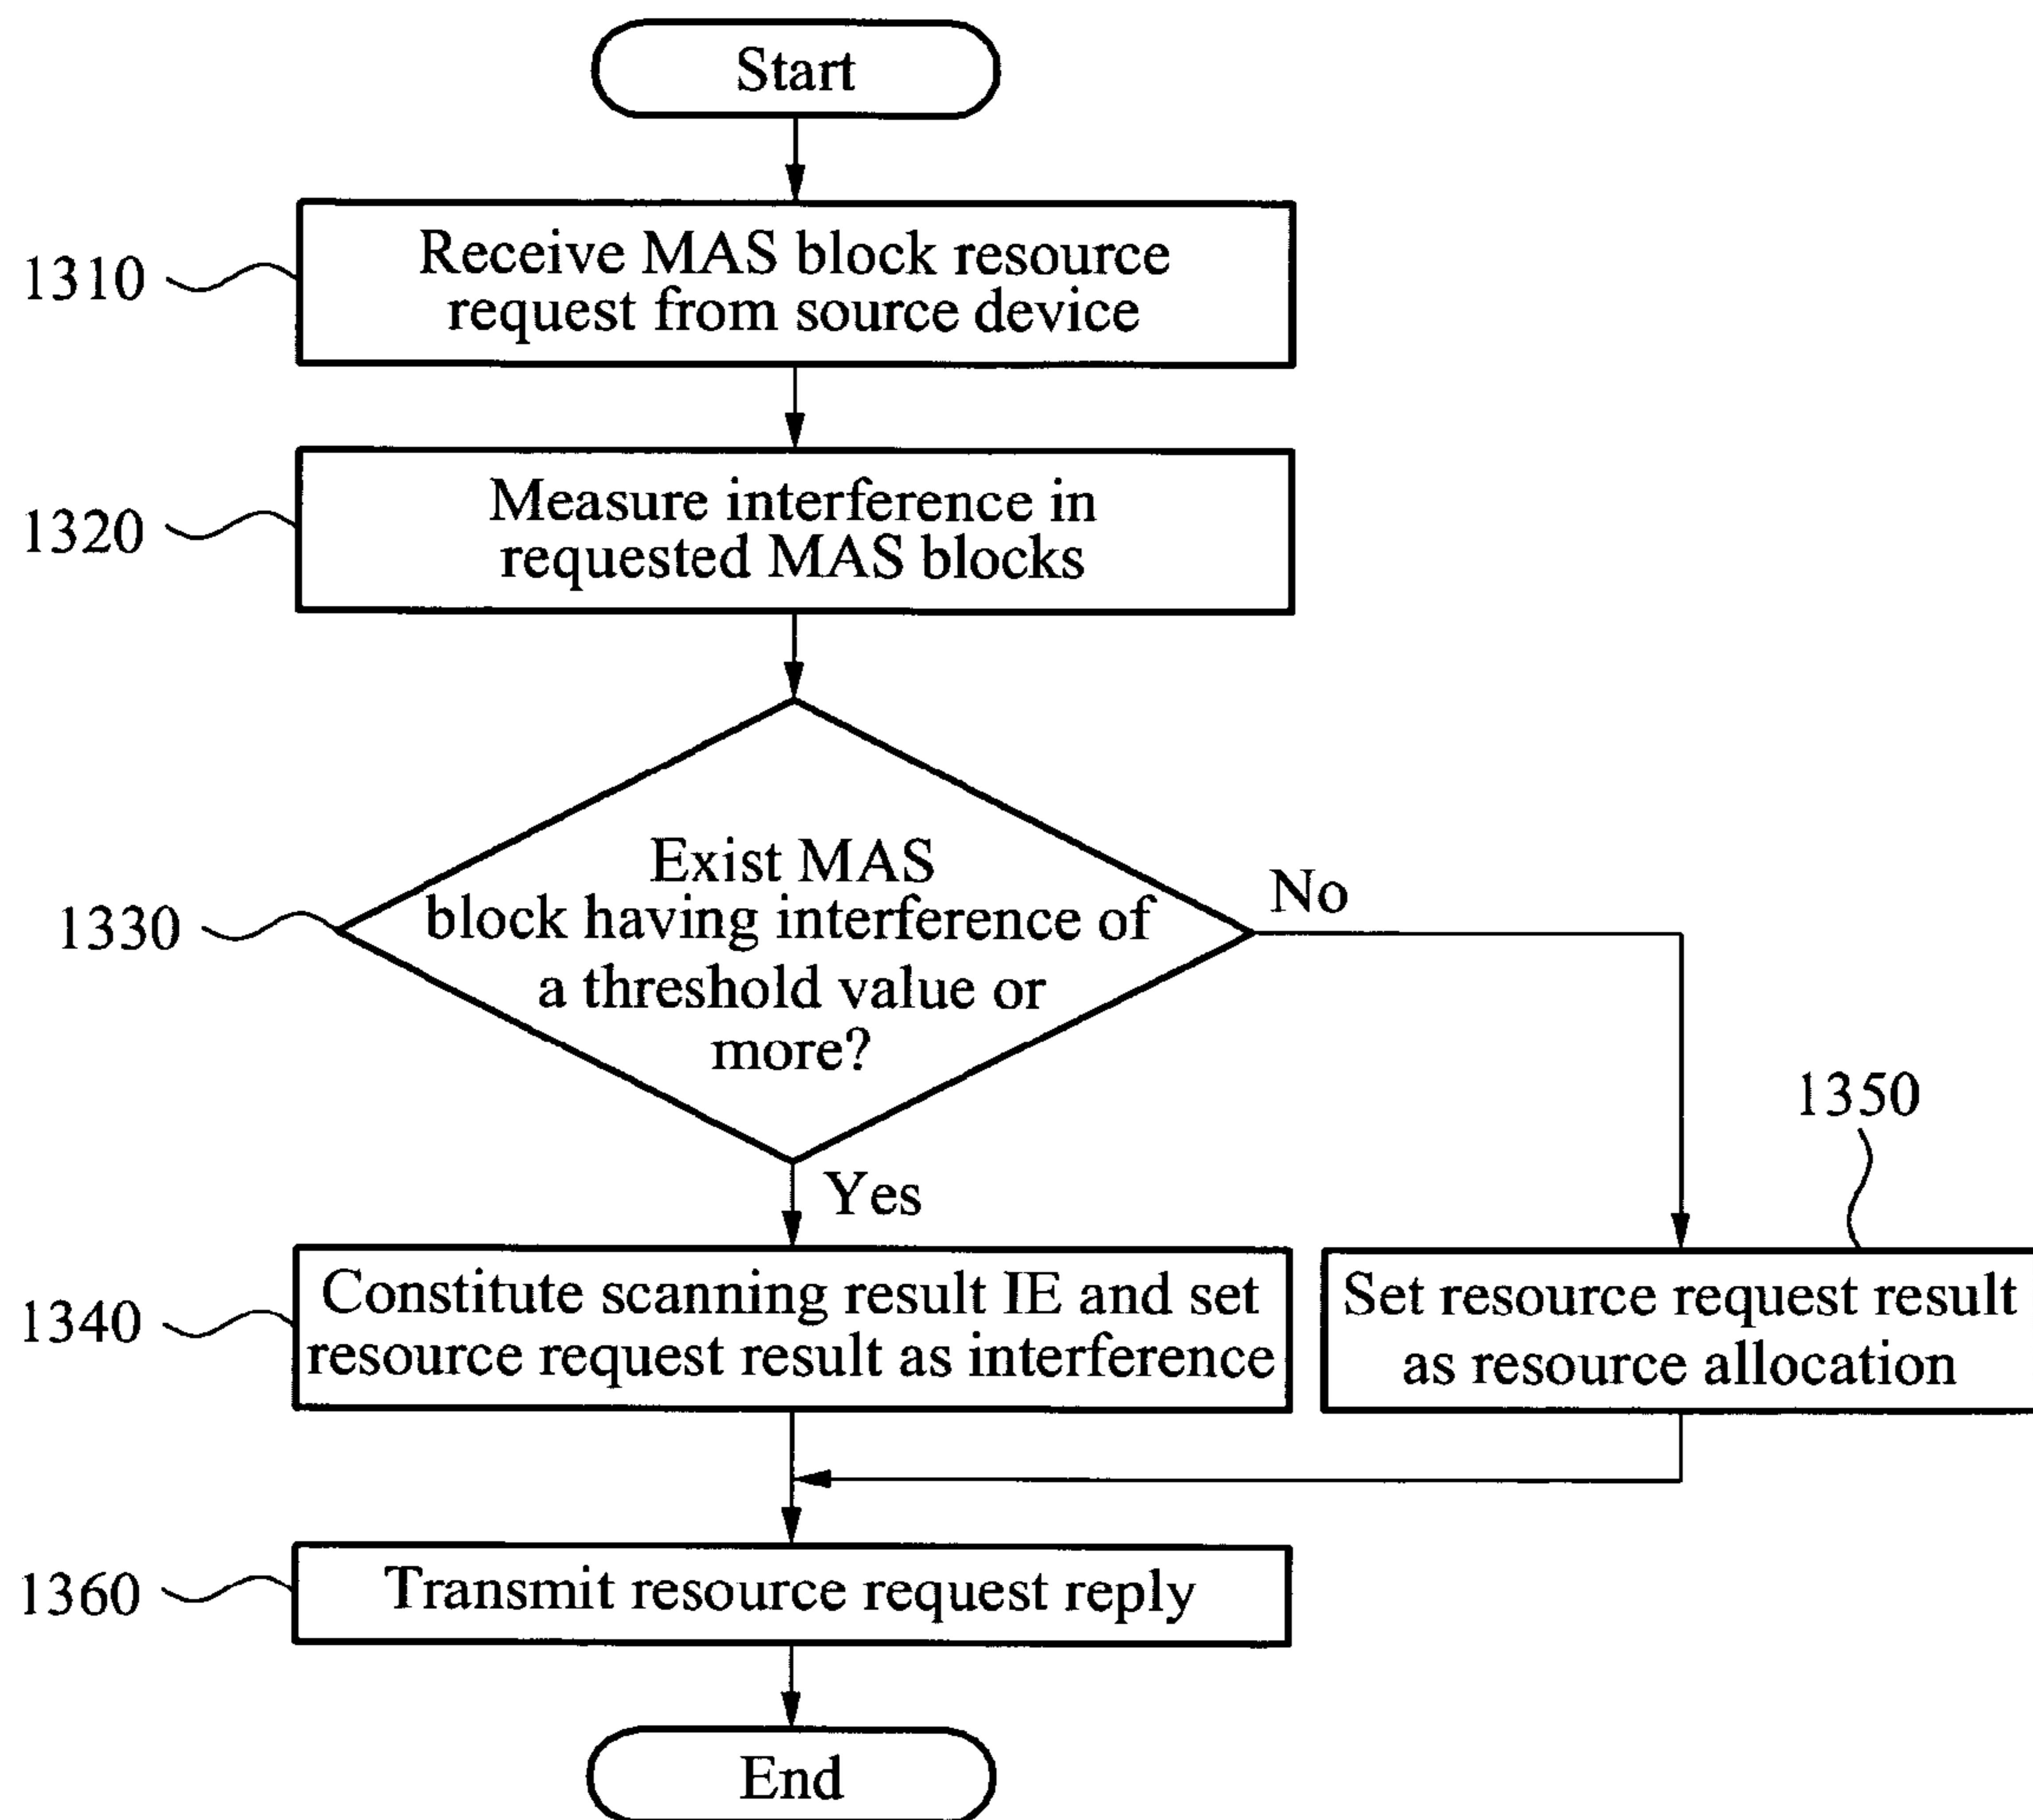 Start
1310
Receive MAS block resource
request from source device
1320
Measure interference in
requested MAS blocks
1330
Exist MAS
block having interference of
a threshold value or
more?
No
Yes
1350
1340
Constitute scanning result IE and set
resource request result as interference
Set resource request result
as resource allocation
1360
Transmit resource request reply
End